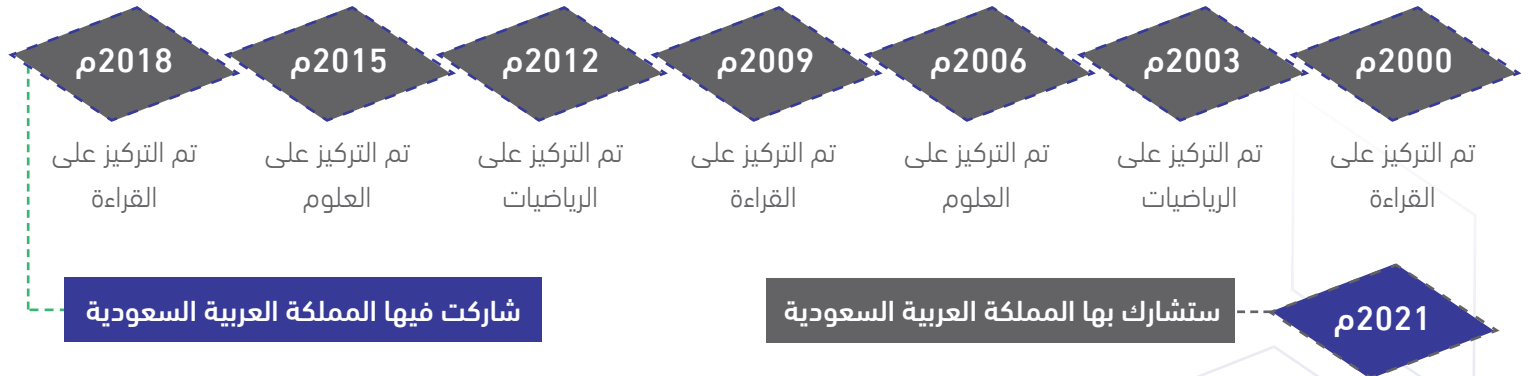 2000م
2003م
2006م
2009م
2012م
2015م
2018م
تم التركيز على
القراءة
تم التركيز على
الرياضيات
تم التركيز على
العلوم
تم التركيز على
القراءة
تم التركيز على
الرياضيات
تم التركيز على
العلوم
تم التركيز على
القراءة
2021م
ستشارك بها المملكة العربية السعودية
شاركت فيها المملكة العربية السعودية